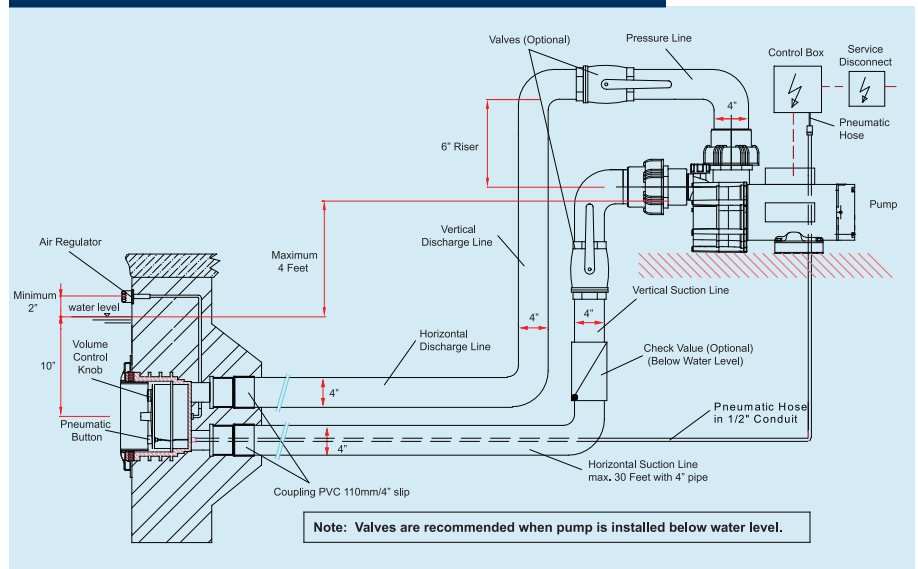 Valves (Optional)
Pressure Line
Control Box
Service
Disconnect
4"
Pneumatic
Hose
6" Riser
Pump
Air Regulator
Vertical
Discharge Line
Maximum
4 Feet
Minimum
2"
water level
Vertical Suction Line
4"
4"
Volume
Control
Knob
10"
Horizontal
Discharge Line
Check Value (Optional)
(Below Water Level)
4"
Pneumatic Hose
in 1/2" Conduit
Pneumatic
Button
4"
Horizontal Suction Line
max. 30 Feet with 4" pipe
Coupling PVC 110mm/4" slip
Note: Valves are recommended when pump is installed below water level.